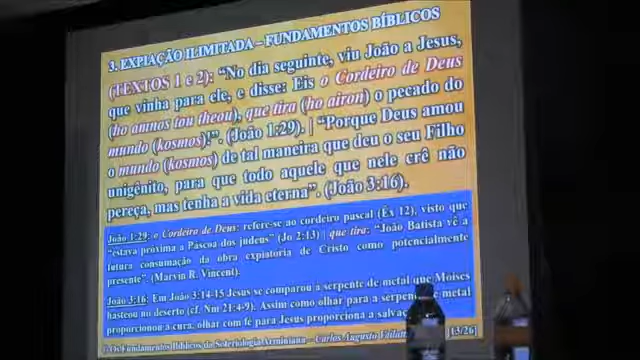 3. EXPIAÇÃO ILIMITADA – FUNDAMENTOS BÍBLICOS
(TEXTOS 1 e 2): “No dia seguinte, viu João a Jesus,
que vinha para ele, e disse: Eis o Cordeiro de Deus
(ho amnos tou theou), que tira (ho airon) o pecado do
mundo (kosmos)!”. (João 1:29). | “Porque Deus amou
o mundo (kosmos) de tal maneira que deu o seu Filho
unigênito, para que todo aquele que nele crê não
pereça, mas tenha a vida eterna”. (João 3:16).
João 1:29: o Cordeiro de Deus: refere-se ao cordeiro pascal (Êx 12), visto que
“estava próxima a Páscoa dos judeus” (Jo 2:13) | que tira: “João Batista vê a
futura consumação da obra expiatória de Cristo como potencialmente
presente”. (Marvin R. Vincent).
João 3:16: Em João 3:14-15 Jesus se comparou à serpente de metal que Moisés
hasteou no deserto (cf. Nm 21:4-9). Assim como olhar para a serpente de metal
proporcionou a cura, olhar com fé para Jesus proporciona a
Os Fundamentos Bíblicos da Soteriologia Arminiana – Carlos Augusto [13/26]